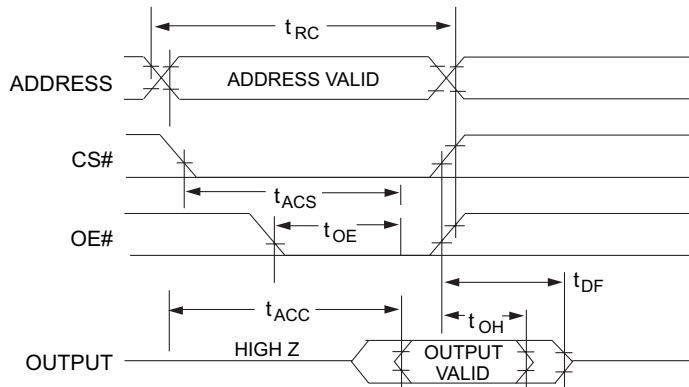 tRC
ADDRESS
ADDRESS VALID
CS#
tACS
OE#
tOE
tDF
tACC
tOH
OUTPUT
HIGH Z
OUTPUT
VALID